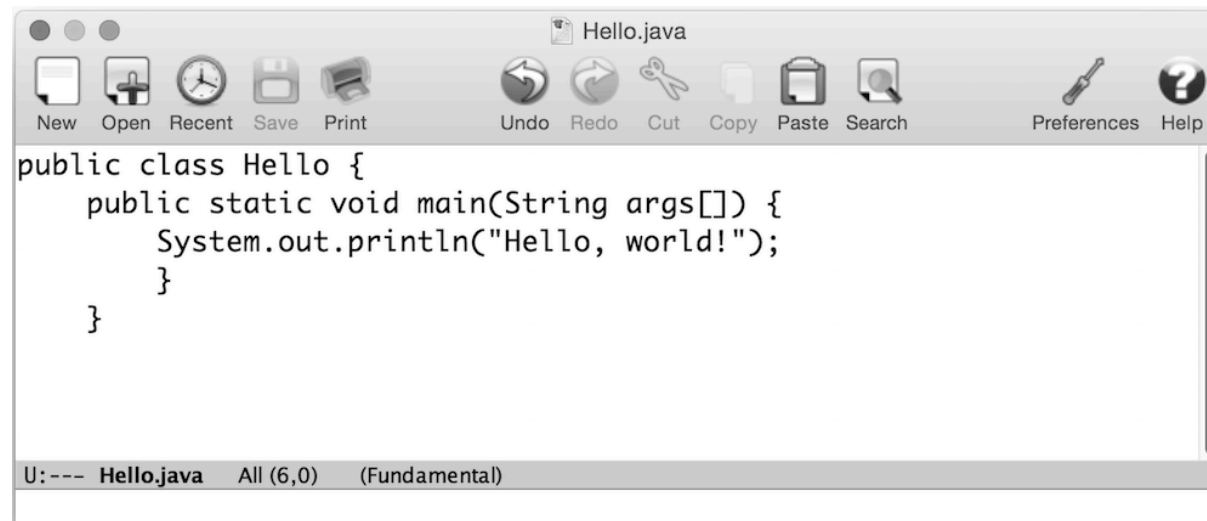 Hello.java
New Open Recent Save Print Undo Redo Cut Copy Paste Search Preferences Help
public class Hello {
    public static void main(String args[]) {
        System.out.println("Hello, world!");
        }
    }
U:--- Hello.java All (6,0) (Fundamental)